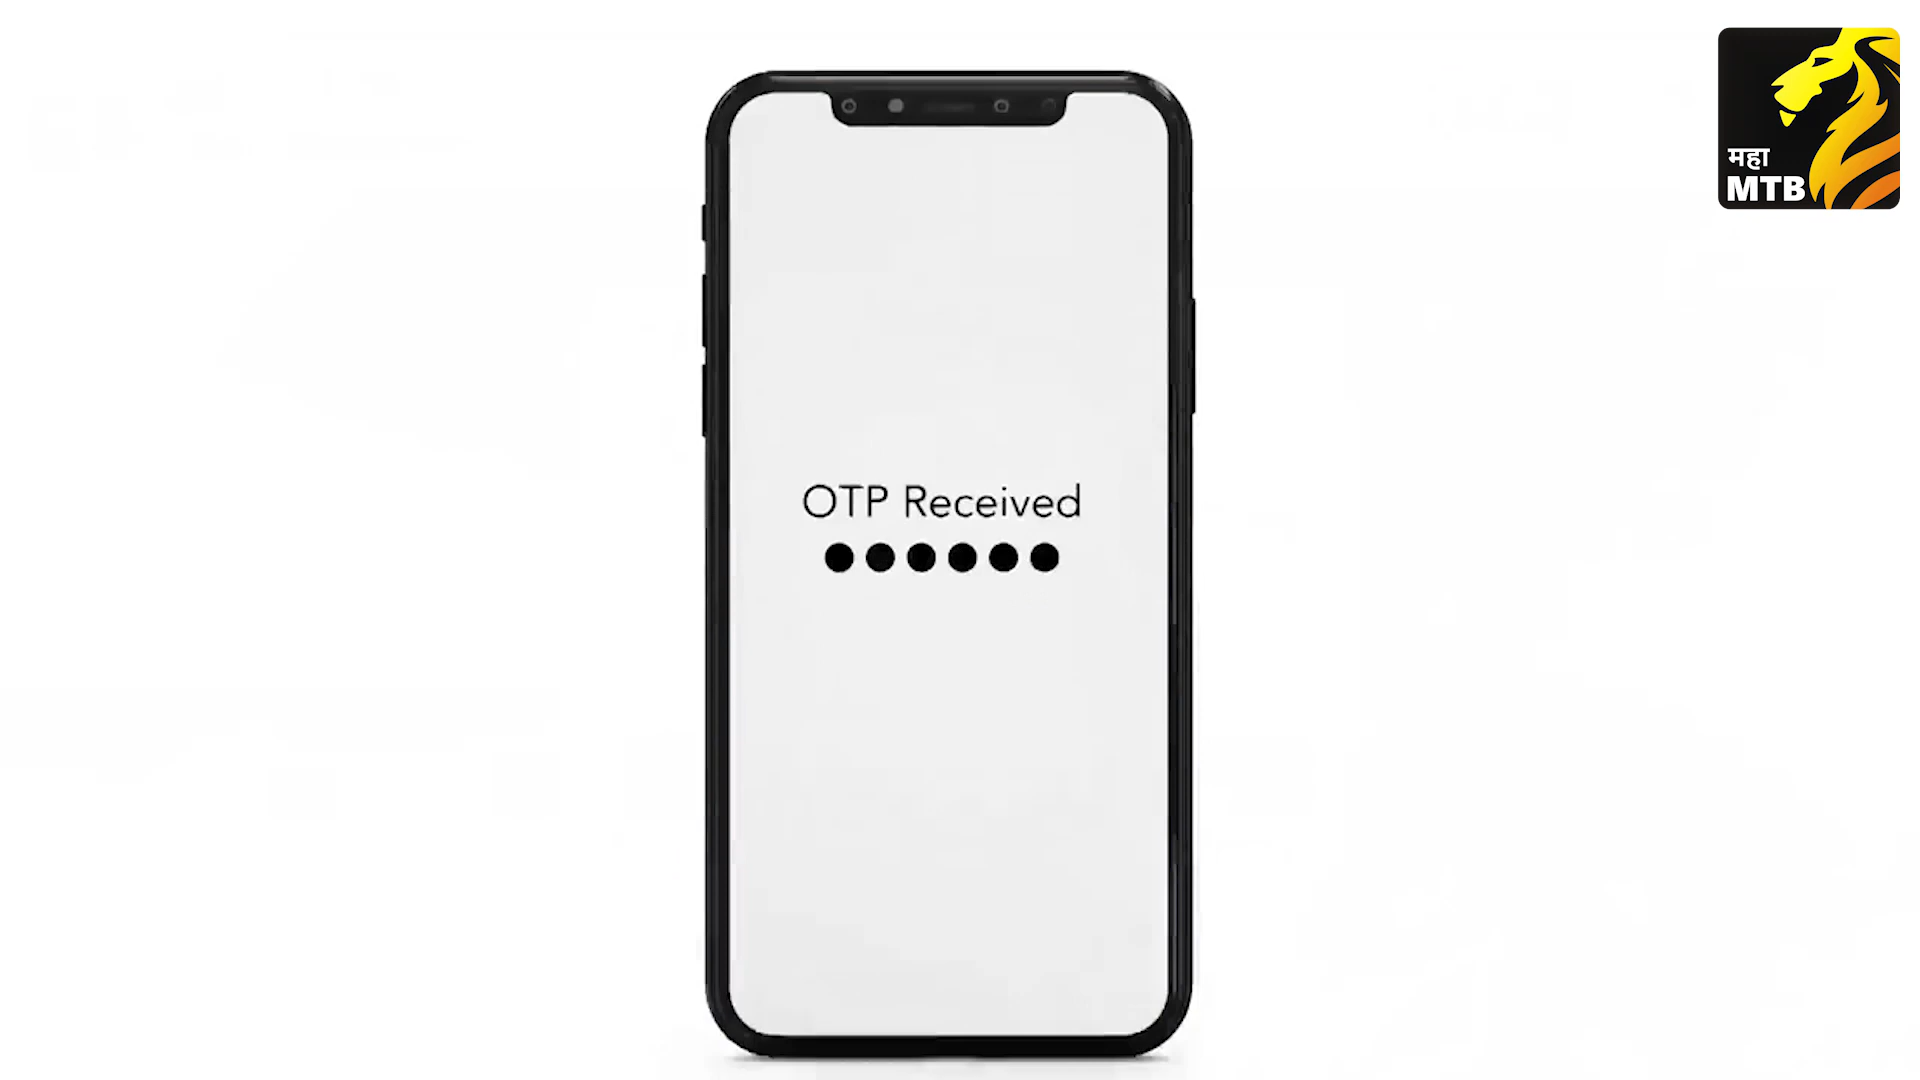 OTP Received
महा
MTB